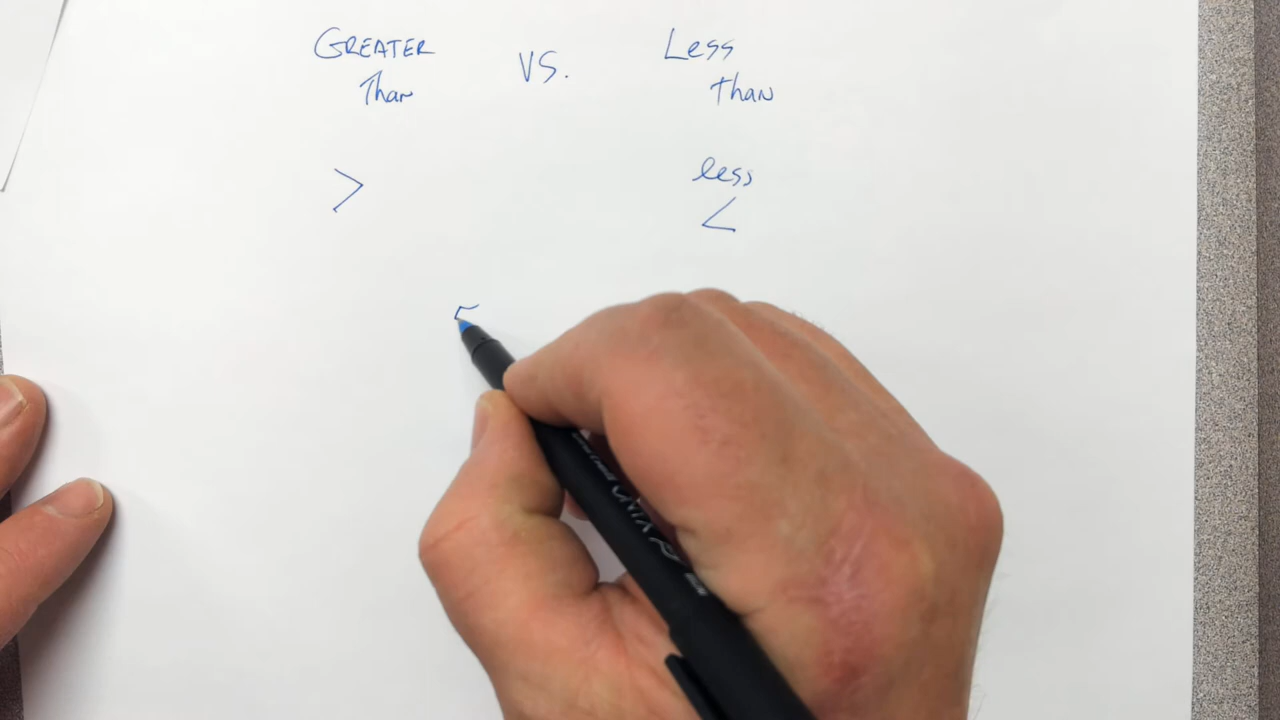 GREATER
Than
VS.
Less
than
>
less
<